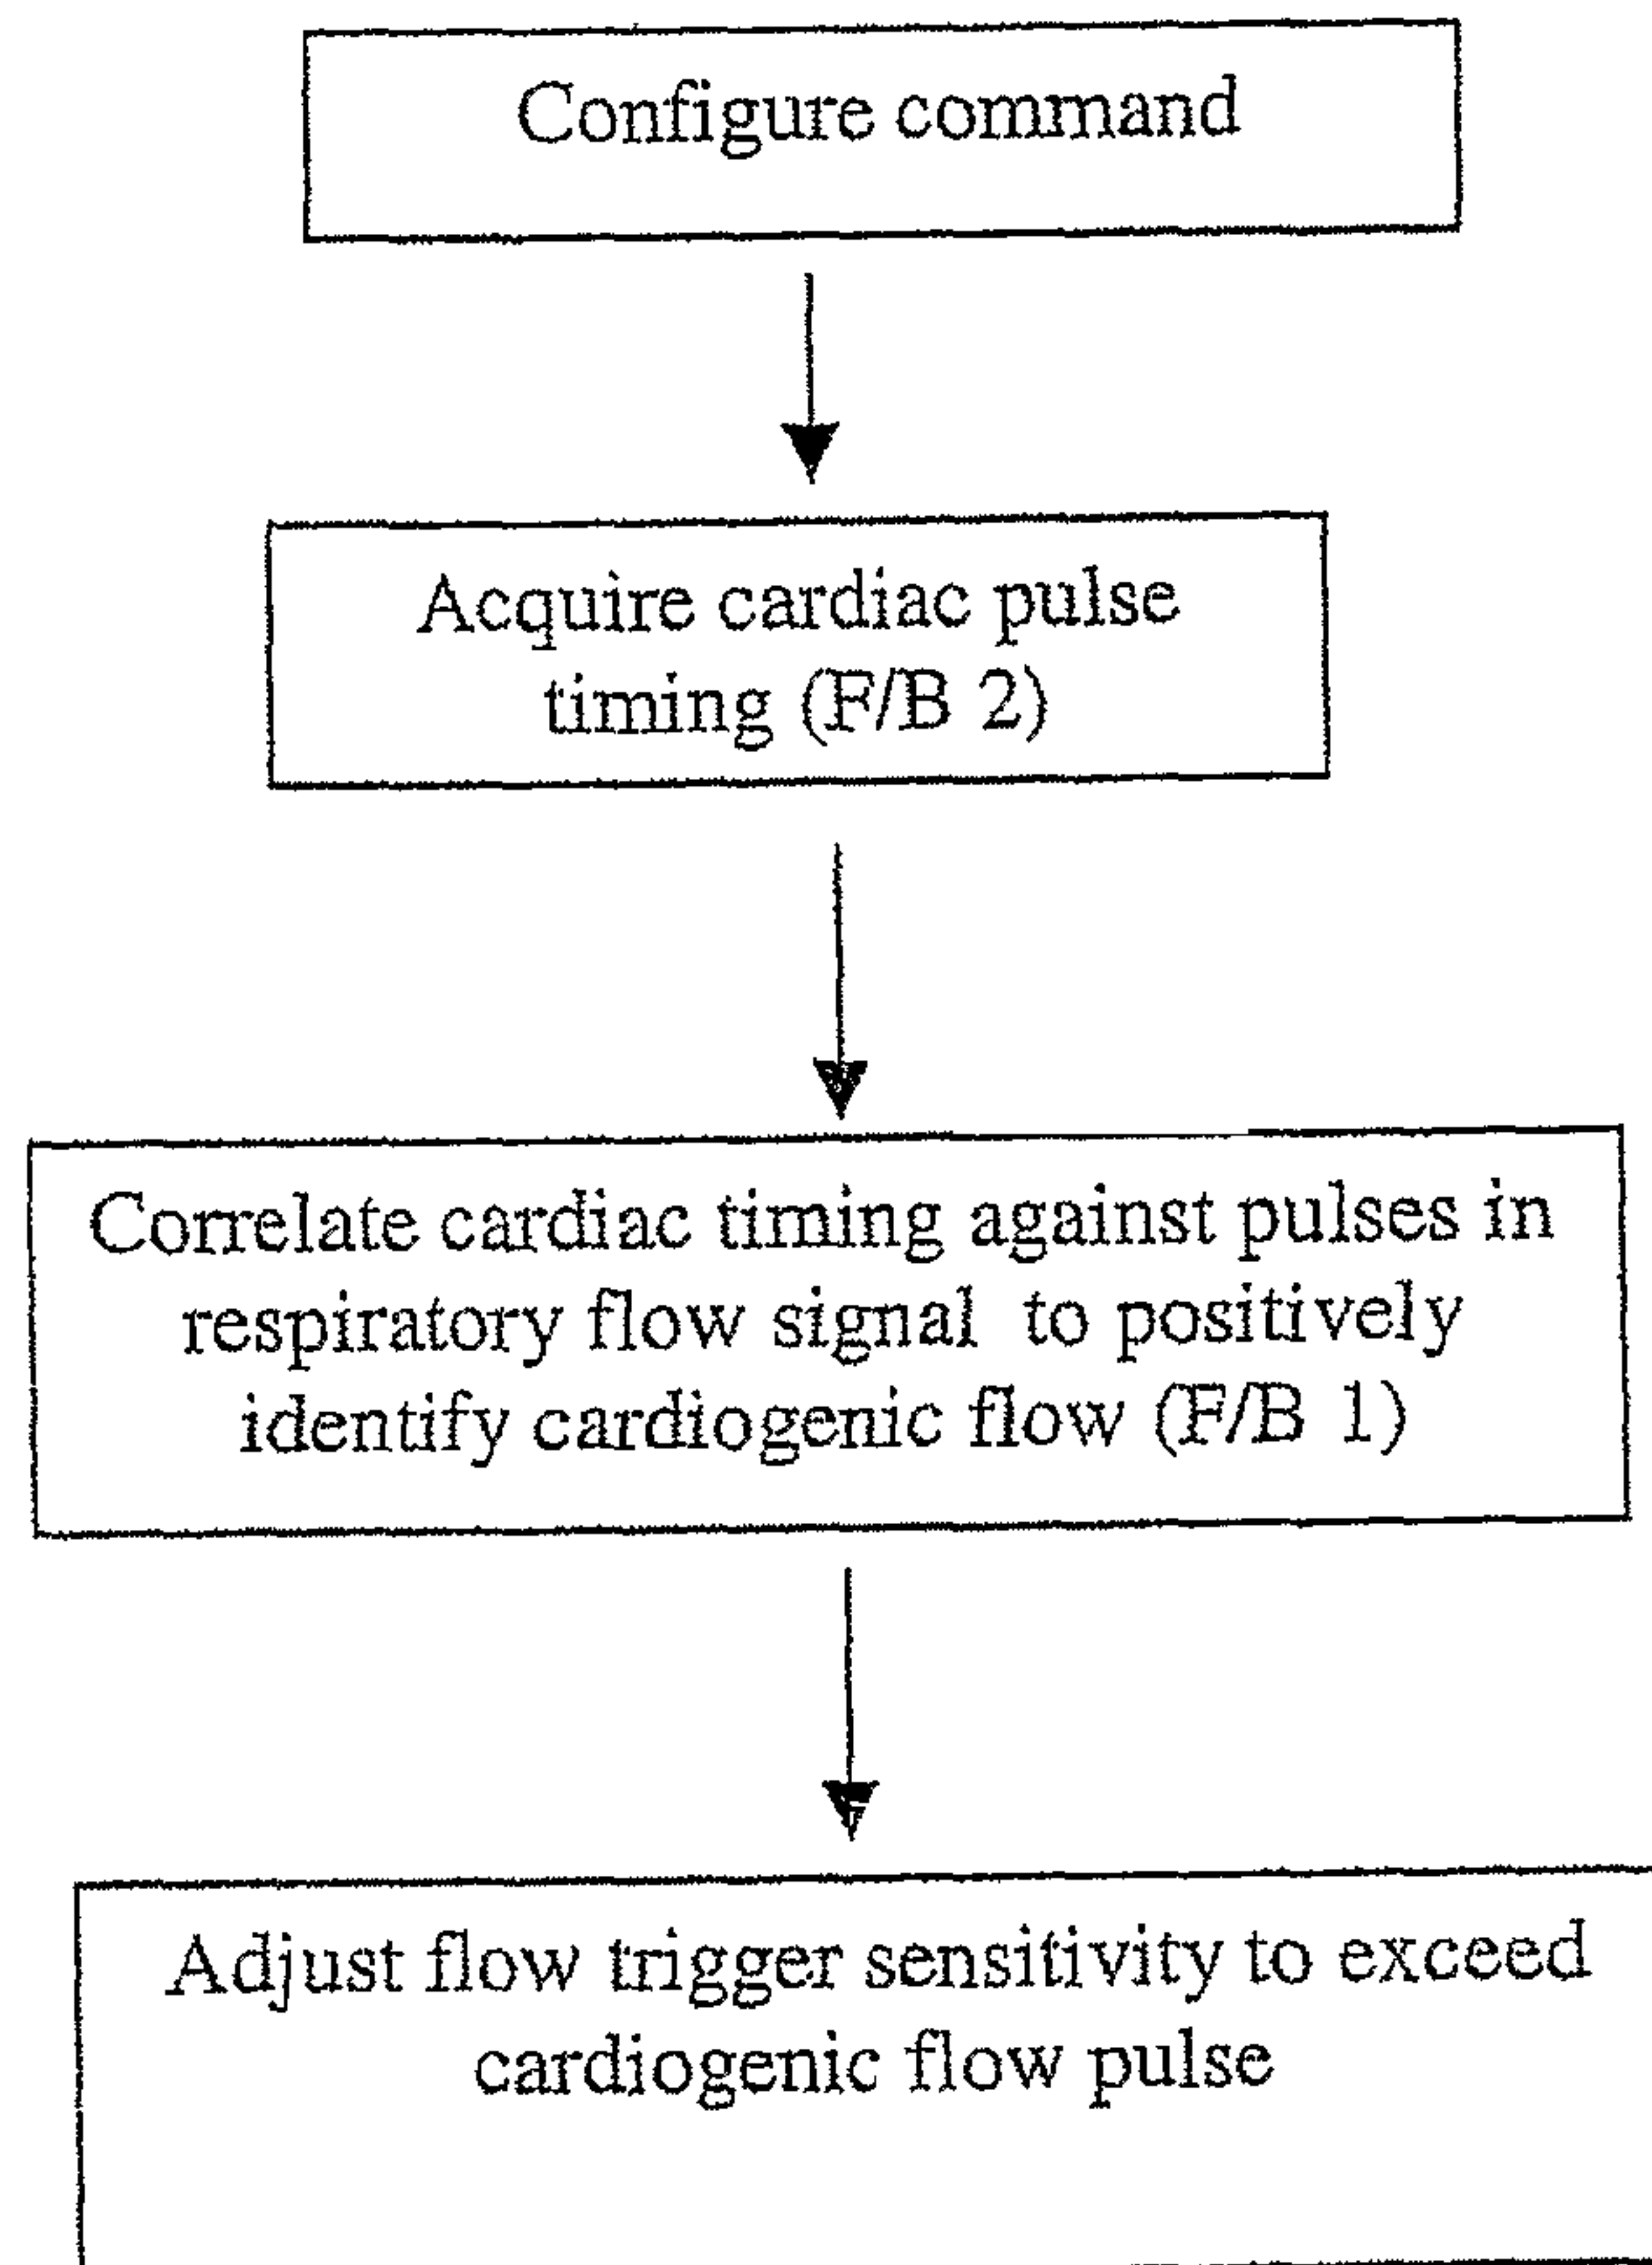 Configure command
Acquire cardiac pulse
timing (F/B 2)
Correlate cardiac timing against pulses in
respiratory flow signal to positively
identify cardiogenic flow (F/B 1)
Adjust flow trigger sensitivity to exceed
cardiogenic flow pulse